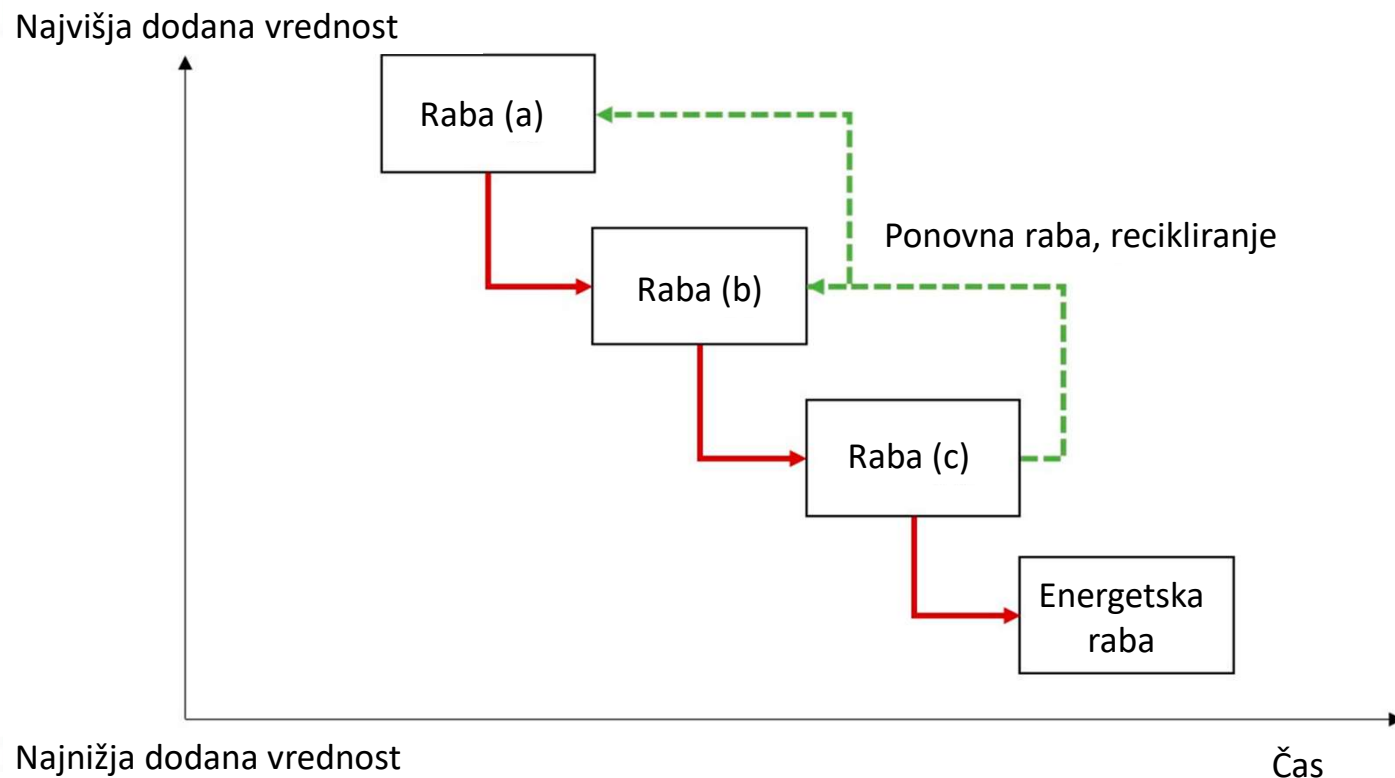 Najvišja dodana vrednost
Raba (a)
Ponovna raba, recikliranje
Raba (b)
Raba (c)
Energetska
raba
Najnižja dodana vrednost
Čas